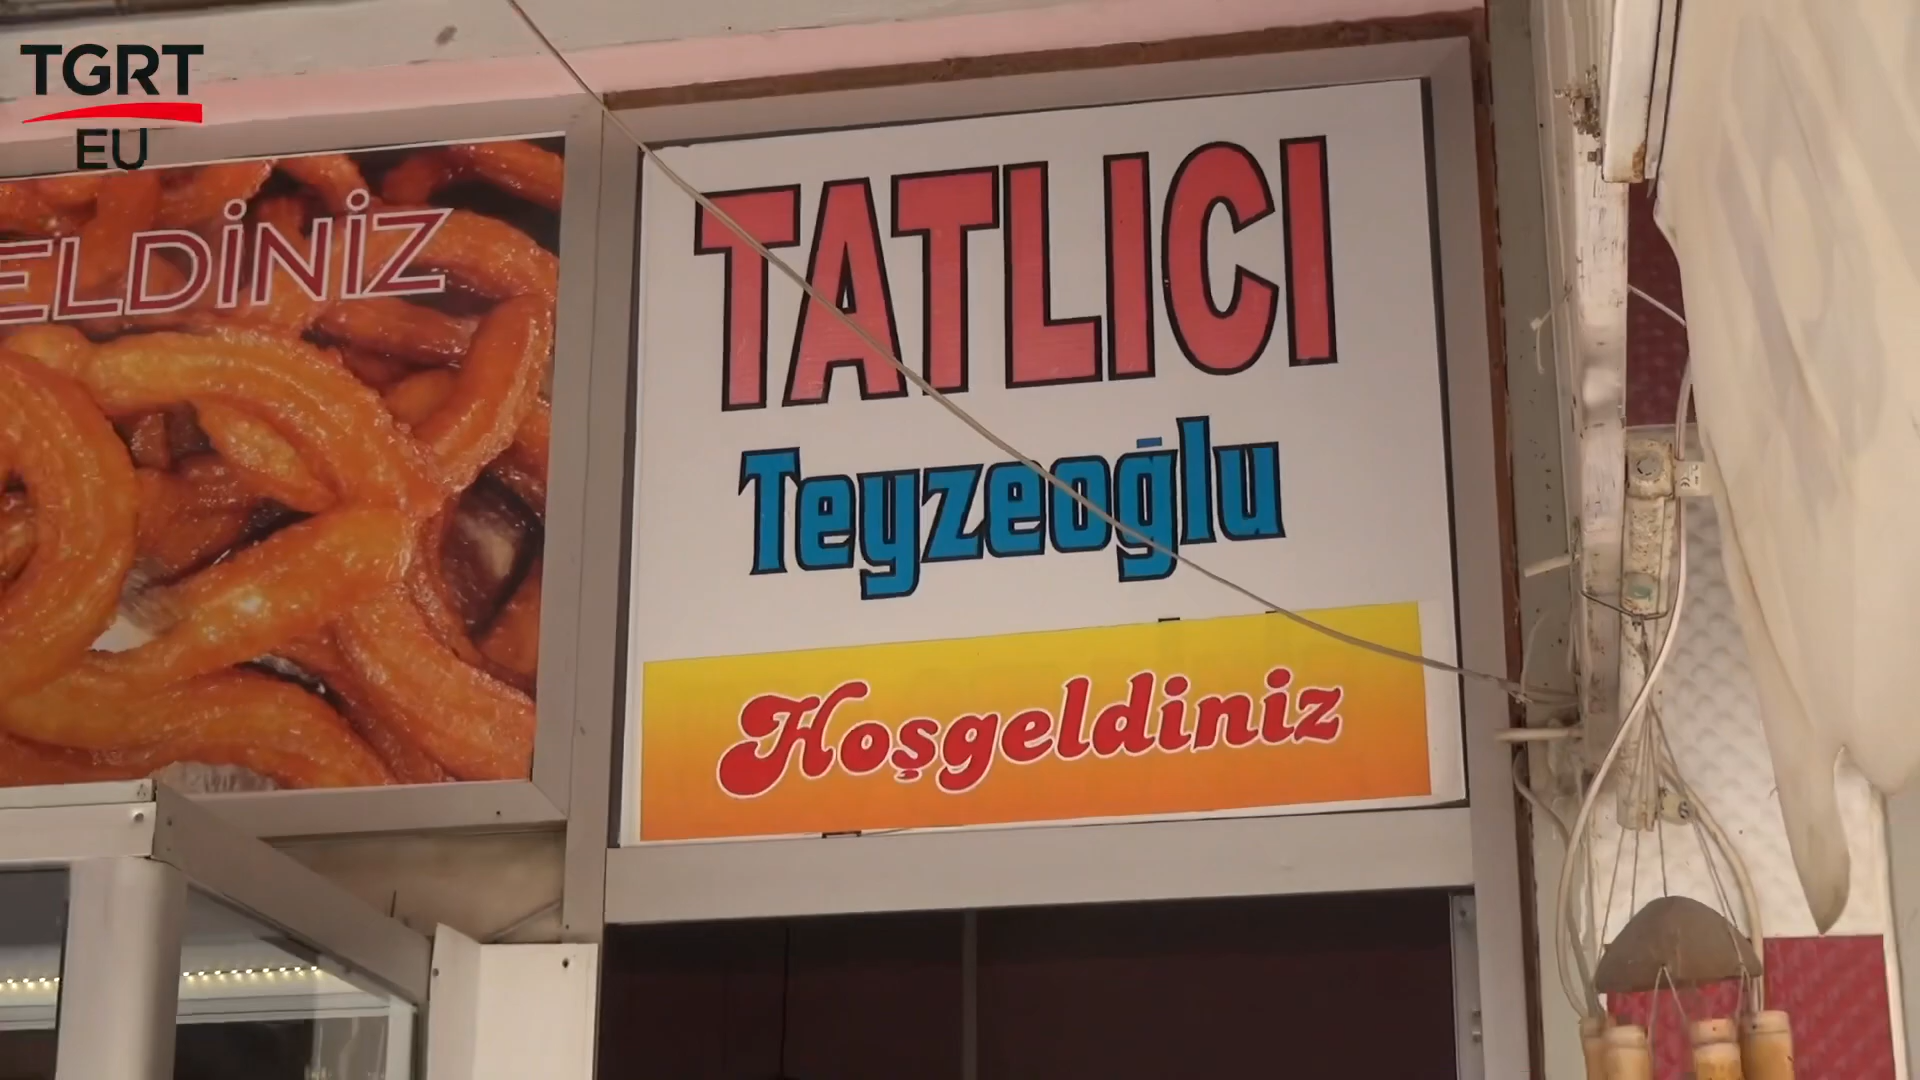 TGRT
EU
ELDİNİZ
TATLICI
Teyzeoğlu
Hoşgeldiniz